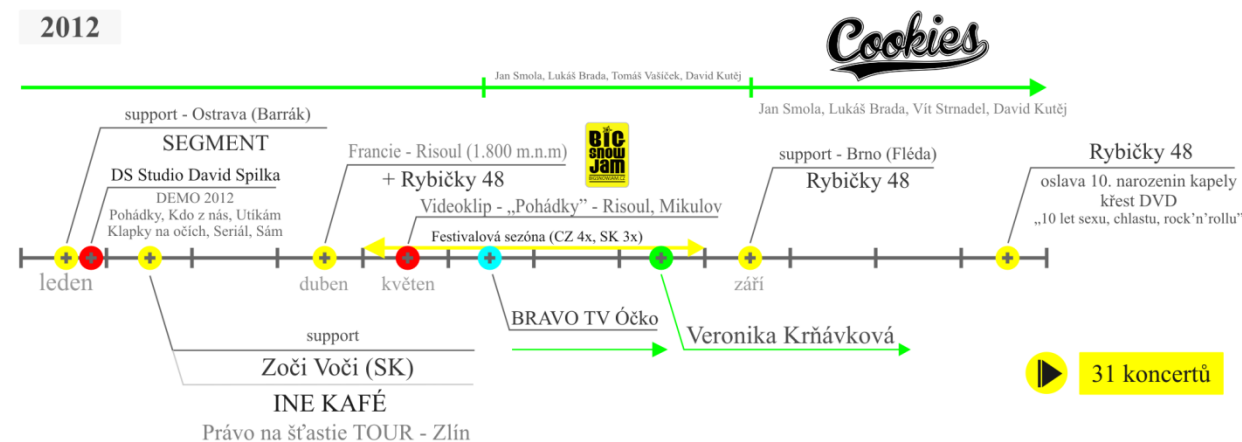 2012
Cookies
Jan Smola, Lukáš Brada, Tomáš Vašíček, David Kutěj
Jan Smola, Lukáš Brada, Vít Strnadel, David Kutěj
support - Ostrava (Barrák)
SEGMENT
DS Studio David Spilka
DEMO 2012
Pohádky, Kdo z nás, Utíkám
Klapky na očích, Seriál, Sám
Francie - Risoul (1.800 m.n.m)
+ Rybičky 48
BIG
SNOW
Jam
BIGSNOWJAM.CZ
Videoklip - „Pohádky” - Risoul, Mikulov
Festivalová sezóna (CZ 4x, SK 3x)
support - Brno (Fléda)
Rybičky 48
Rybičky 48
oslava 10. narozenin kapely
křest DVD
„10 let sexu, chlastu, rock’n’rollu”
leden
duben
květen
září
support
Zoči Voči (SK)
INE KAFÉ
Právo na šťastie TOUR - Zlín
BRAVO TV Óčko
Veronika Krňávková
31 koncertů